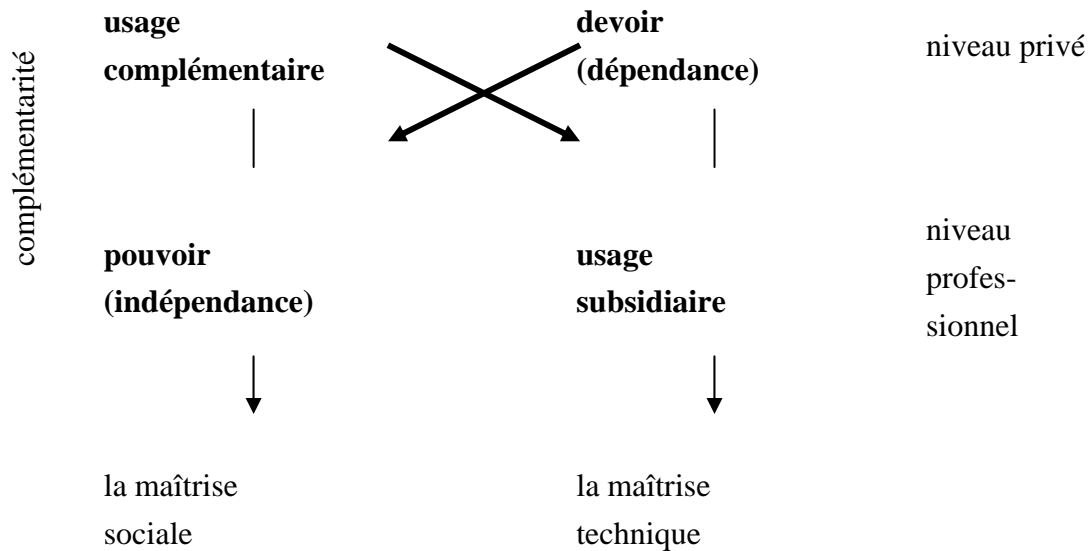 complémentarité
usage
complémentaire
devoir
(dépendance)
niveau privé
pouvoir
(indépendance)
usage
subsidiaire
niveau
profes-
sionnel
la maîtrise
sociale
la maîtrise
technique